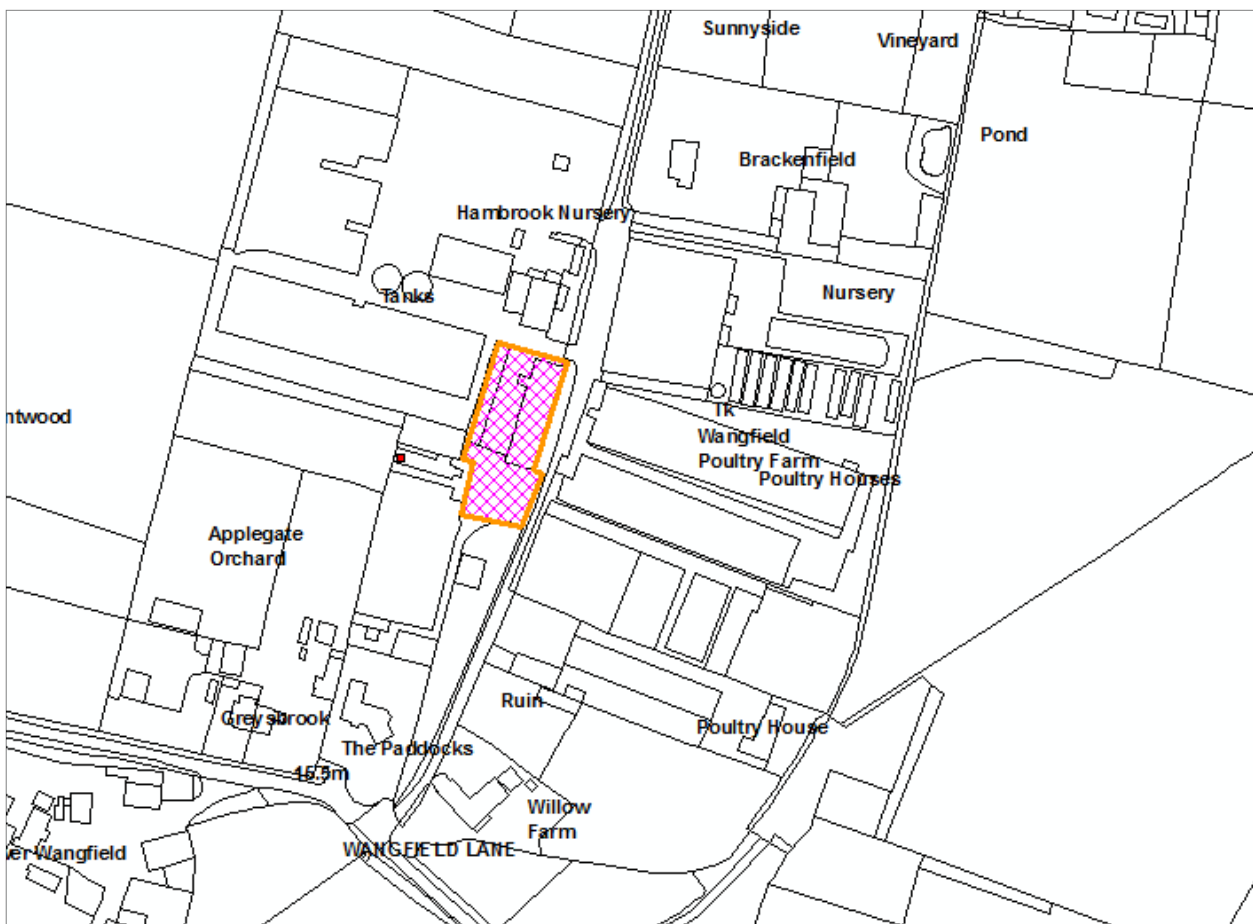 Sunnyside
Vineyard
Pond
Brackenfield
Hambrook Nursery
Nursery
Tanks
ntwood
Tk
Wangfield
Poultry Farm
Poultry Houses
Applegate
Orchard
Ruin
Greysbrook
Poultry House
The Paddocks
15.5m
Willow
Farm
WANGFIELD LANE
er Wangfield